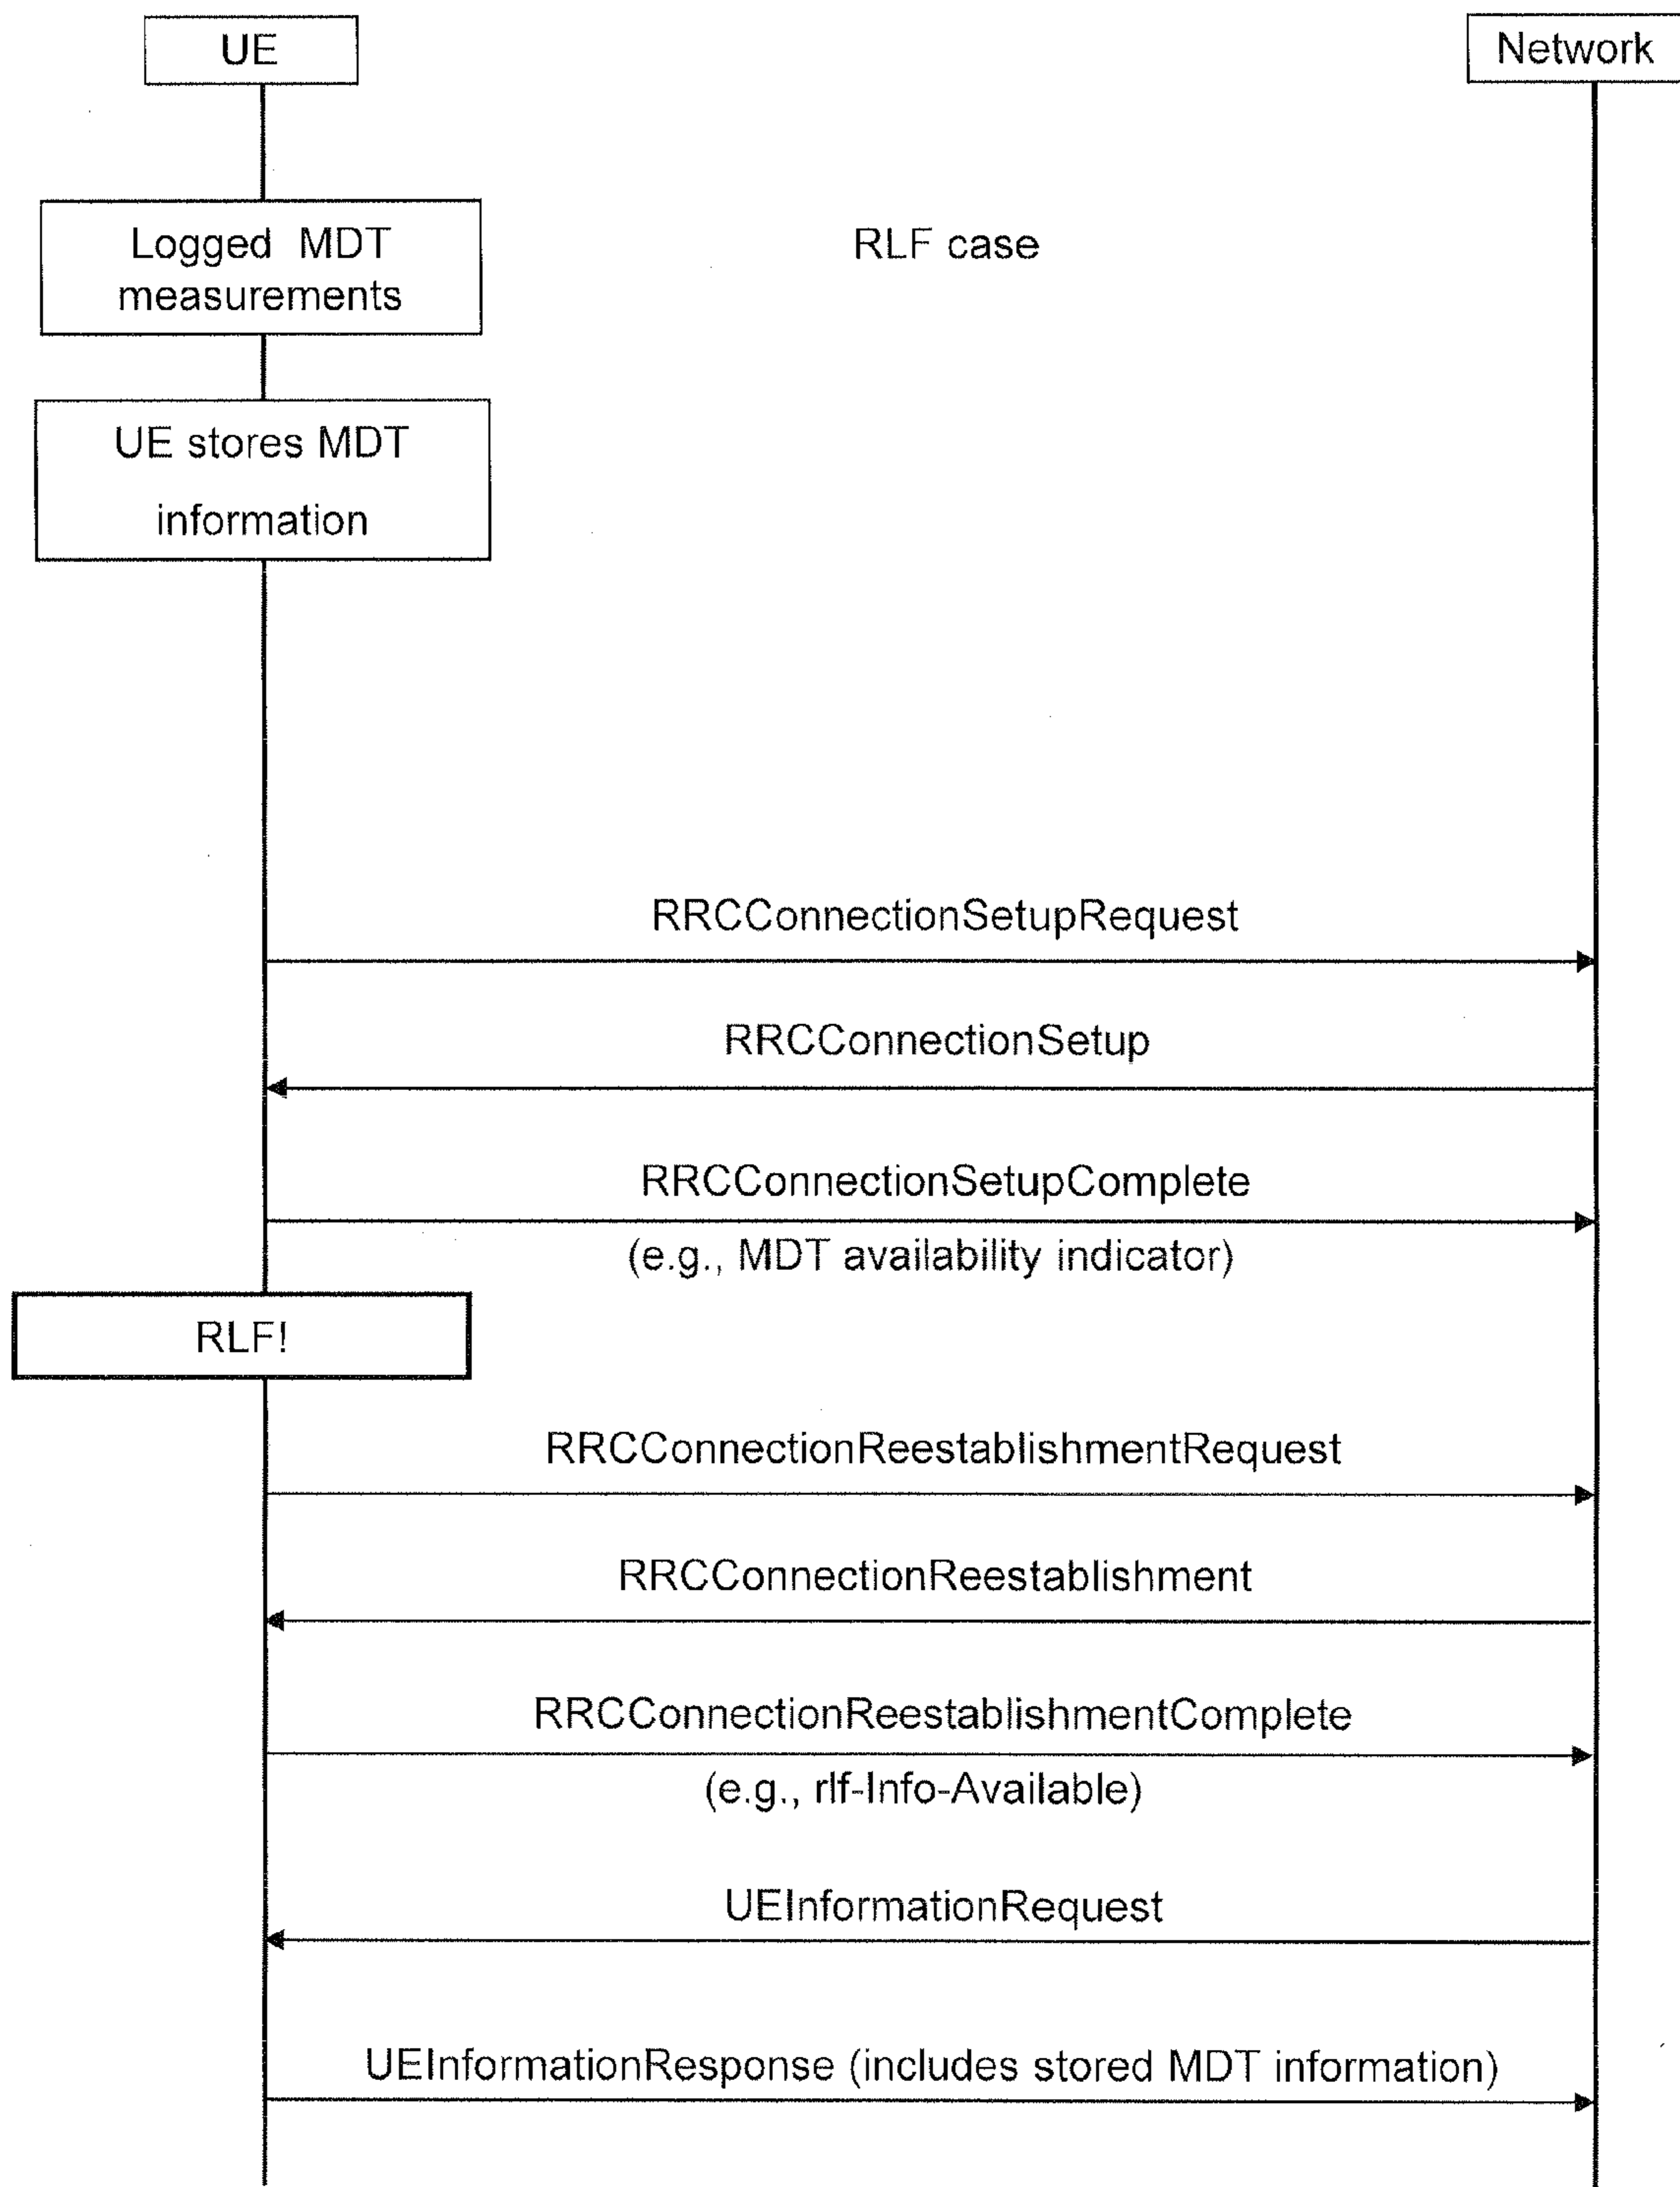 UE
Network
Logged MDT
measurements
RLF case
UE stores MDT
information
RRCConnectionSetupRequest
RRCConnectionSetup
RRCConnectionSetupComplete
(e.g., MDT availability indicator)
RLF!
RRCConnectionReestablishmentRequest
RRCConnectionReestablishment
RRCConnectionReestablishmentComplete
(e.g., rlf-Info-Available)
UEInformationRequest
UEInformationResponse (includes stored MDT information)